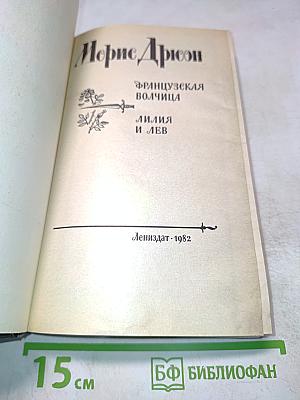 Морис Дрюон
ФРАНЦУЗСКАЯ
ВОЛЧИЦА
ЛИЛИЯ
И ЛЕВ
Лениздат · 1982
15 см
БФ БИБЛИОФАН